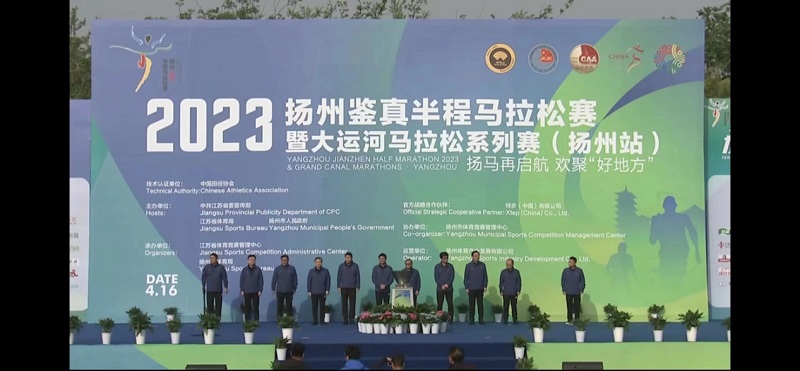 2023
扬州鉴真半程马拉松赛
暨大运河马拉松系列赛（扬州站）
YANGZHOU JIANZHEN HALF MARATHON 2023
& GRAND CANAL MARATHONS · YANGZHOU
扬马再启航 欢聚“好地方”
技术认证单位： 中国田径协会
Technical Authority:Chinese Athletics Association
主办单位： 中共江苏省委宣传部
Hosts: Jiangsu Provincial Publicity Department of CPC
江苏省体育局 扬州市人民政府
Jiangsu Sports Bureau Yangzhou Municipal People's Government
承办单位： 江苏省体育竞赛管理中心
Organizers: Jiangsu Sports Competition Administrative Center
官方战略合作伙伴： 特步（中国）有限公司
Official Strategic Cooperative Partner: Xtep (China) Co., Ltd.
协办单位： 扬州市体育竞赛管理中心
Co-organizer:Yangzhou Municipal Sports Competition Management Center
运营单位：
Operator: Sports Industry Development
DATE
4.16
CAA
CHINA